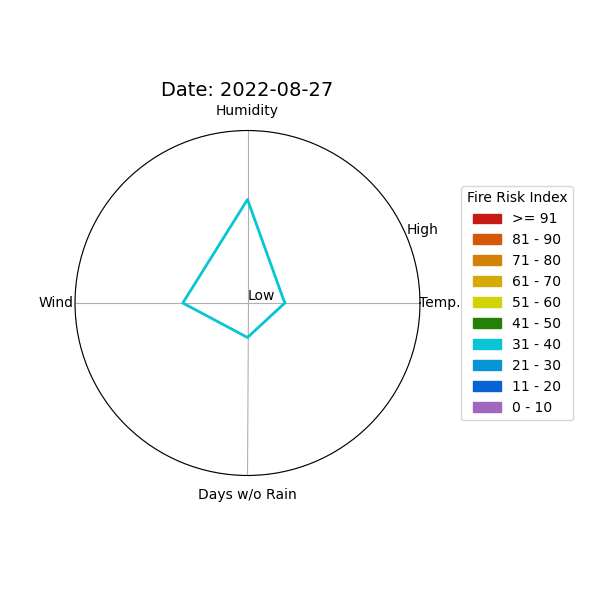 Date: 2022-08-27
Humidity
High
Low
Wind
Temp.
Days w/o Rain
Fire Risk Index
>= 91
81 - 90
71 - 80
61 - 70
51 - 60
41 - 50
31 - 40
21 - 30
11 - 20
0 - 10